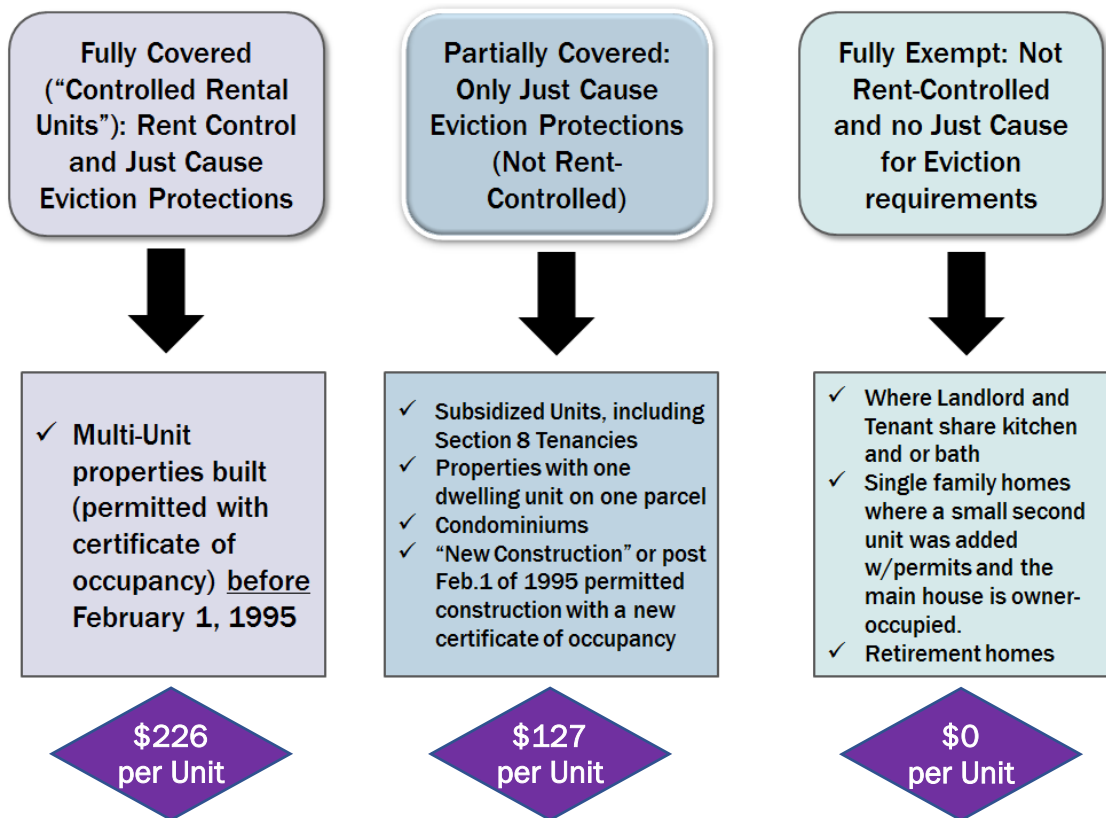 Fully Covered
(“Controlled Rental
Units”): Rent Control
and Just Cause
Eviction Protections
✓ Multi-Unit
properties built
(permitted with
certificate of
occupancy) before
February 1, 1995
$226
per Unit
Partially Covered:
Only Just Cause
Eviction Protections
(Not Rent-
Controlled)
✓ Subsidized Units, including
Section 8 Tenancies
✓ Properties with one
dwelling unit on one parcel
✓ Condominiums
✓ “New Construction” or post
Feb.1 of 1995 permitted
construction with a new
certificate of occupancy
$127
per Unit
Fully Exempt: Not
Rent-Controlled
and no Just Cause
for Eviction
requirements
✓ Where Landlord and
Tenant share kitchen
and or bath
✓ Single family homes
where a small second
unit was added
w/permits and the
main house is owner-
occupied.
✓ Retirement homes
$0
per Unit